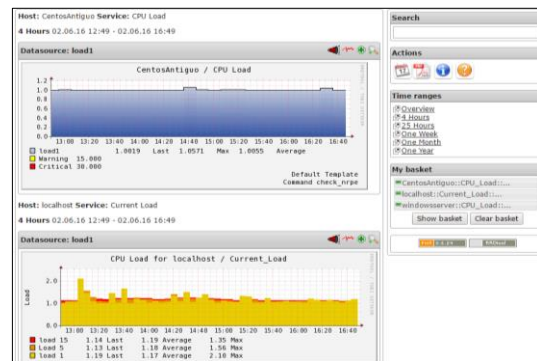 Host: CentosAntiguo Service: CPU Load
4 Hours 02.06.16 12:49 - 02.06.16 16:49
Datasource: load1
CentosAntiguo / CPU Load
1.2
1.0
0.8
0.6
0.4
0.2
0.0
13:00 13:20 13:40 14:00 14:20 14:40 15:00 15:20 15:40 16:00 16:20 16:40
load1 1.0019 Last 1.0571 Max 1.0055 Average
Warning 15.000
Critical 30.000
Default Template
Command check_nrpe
Host: localhost Service: Current Load
4 Hours 02.06.16 12:49 - 02.06.16 16:49
Datasource: load1
CPU Load for localhost / Current_Load
Load
2.0
1.0
0.0
13:00 13:20 13:40 14:00 14:20 14:40 15:00 15:20 15:40 16:00 16:20 16:40
load 15 1.14 Last 1.19 Average 1.35 Max
Load 5 1.13 Last 1.18 Average 1.56 Max
load 1 1.19 Last 1.17 Average 2.10 Max
Search
Actions
Time ranges
Overview
4 Hours
25 Hours
One Week
One Month
One Year
My basket
CentosAntiguo::CPU_Load::...
localhost::Current_Load::...
windowsserver::CPU_Load::...
Show basket Clear basket